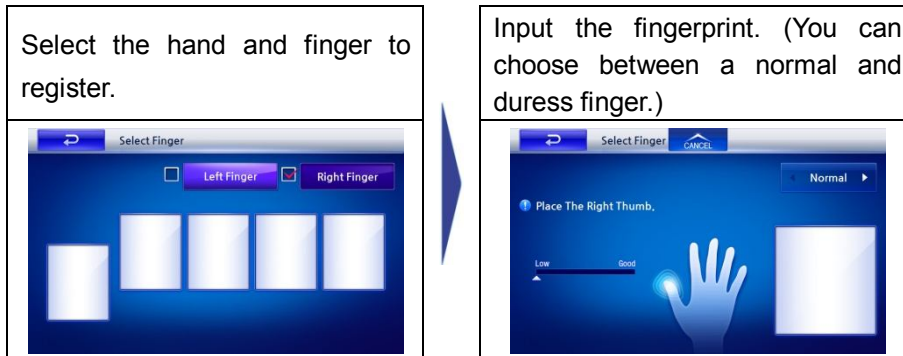 Select the hand and finger to
register.
Select Finger
Left Finger
Right Finger
Input the fingerprint. (You can
choose between a normal and
duress finger.)
Select Finger
CANCEL
Normal
Place The Right Thumb,
Low
Good